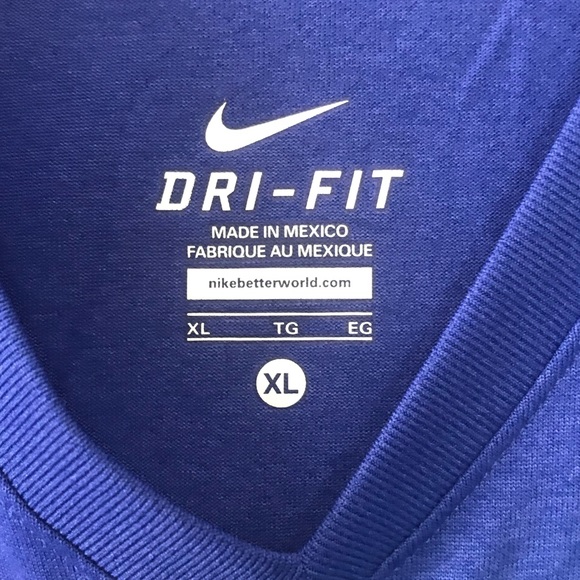 DRI-FIT
MADE IN MEXICO
FABRIQUE AU MEXIQUE
nikebetterworld.com
XL TG EG
XL